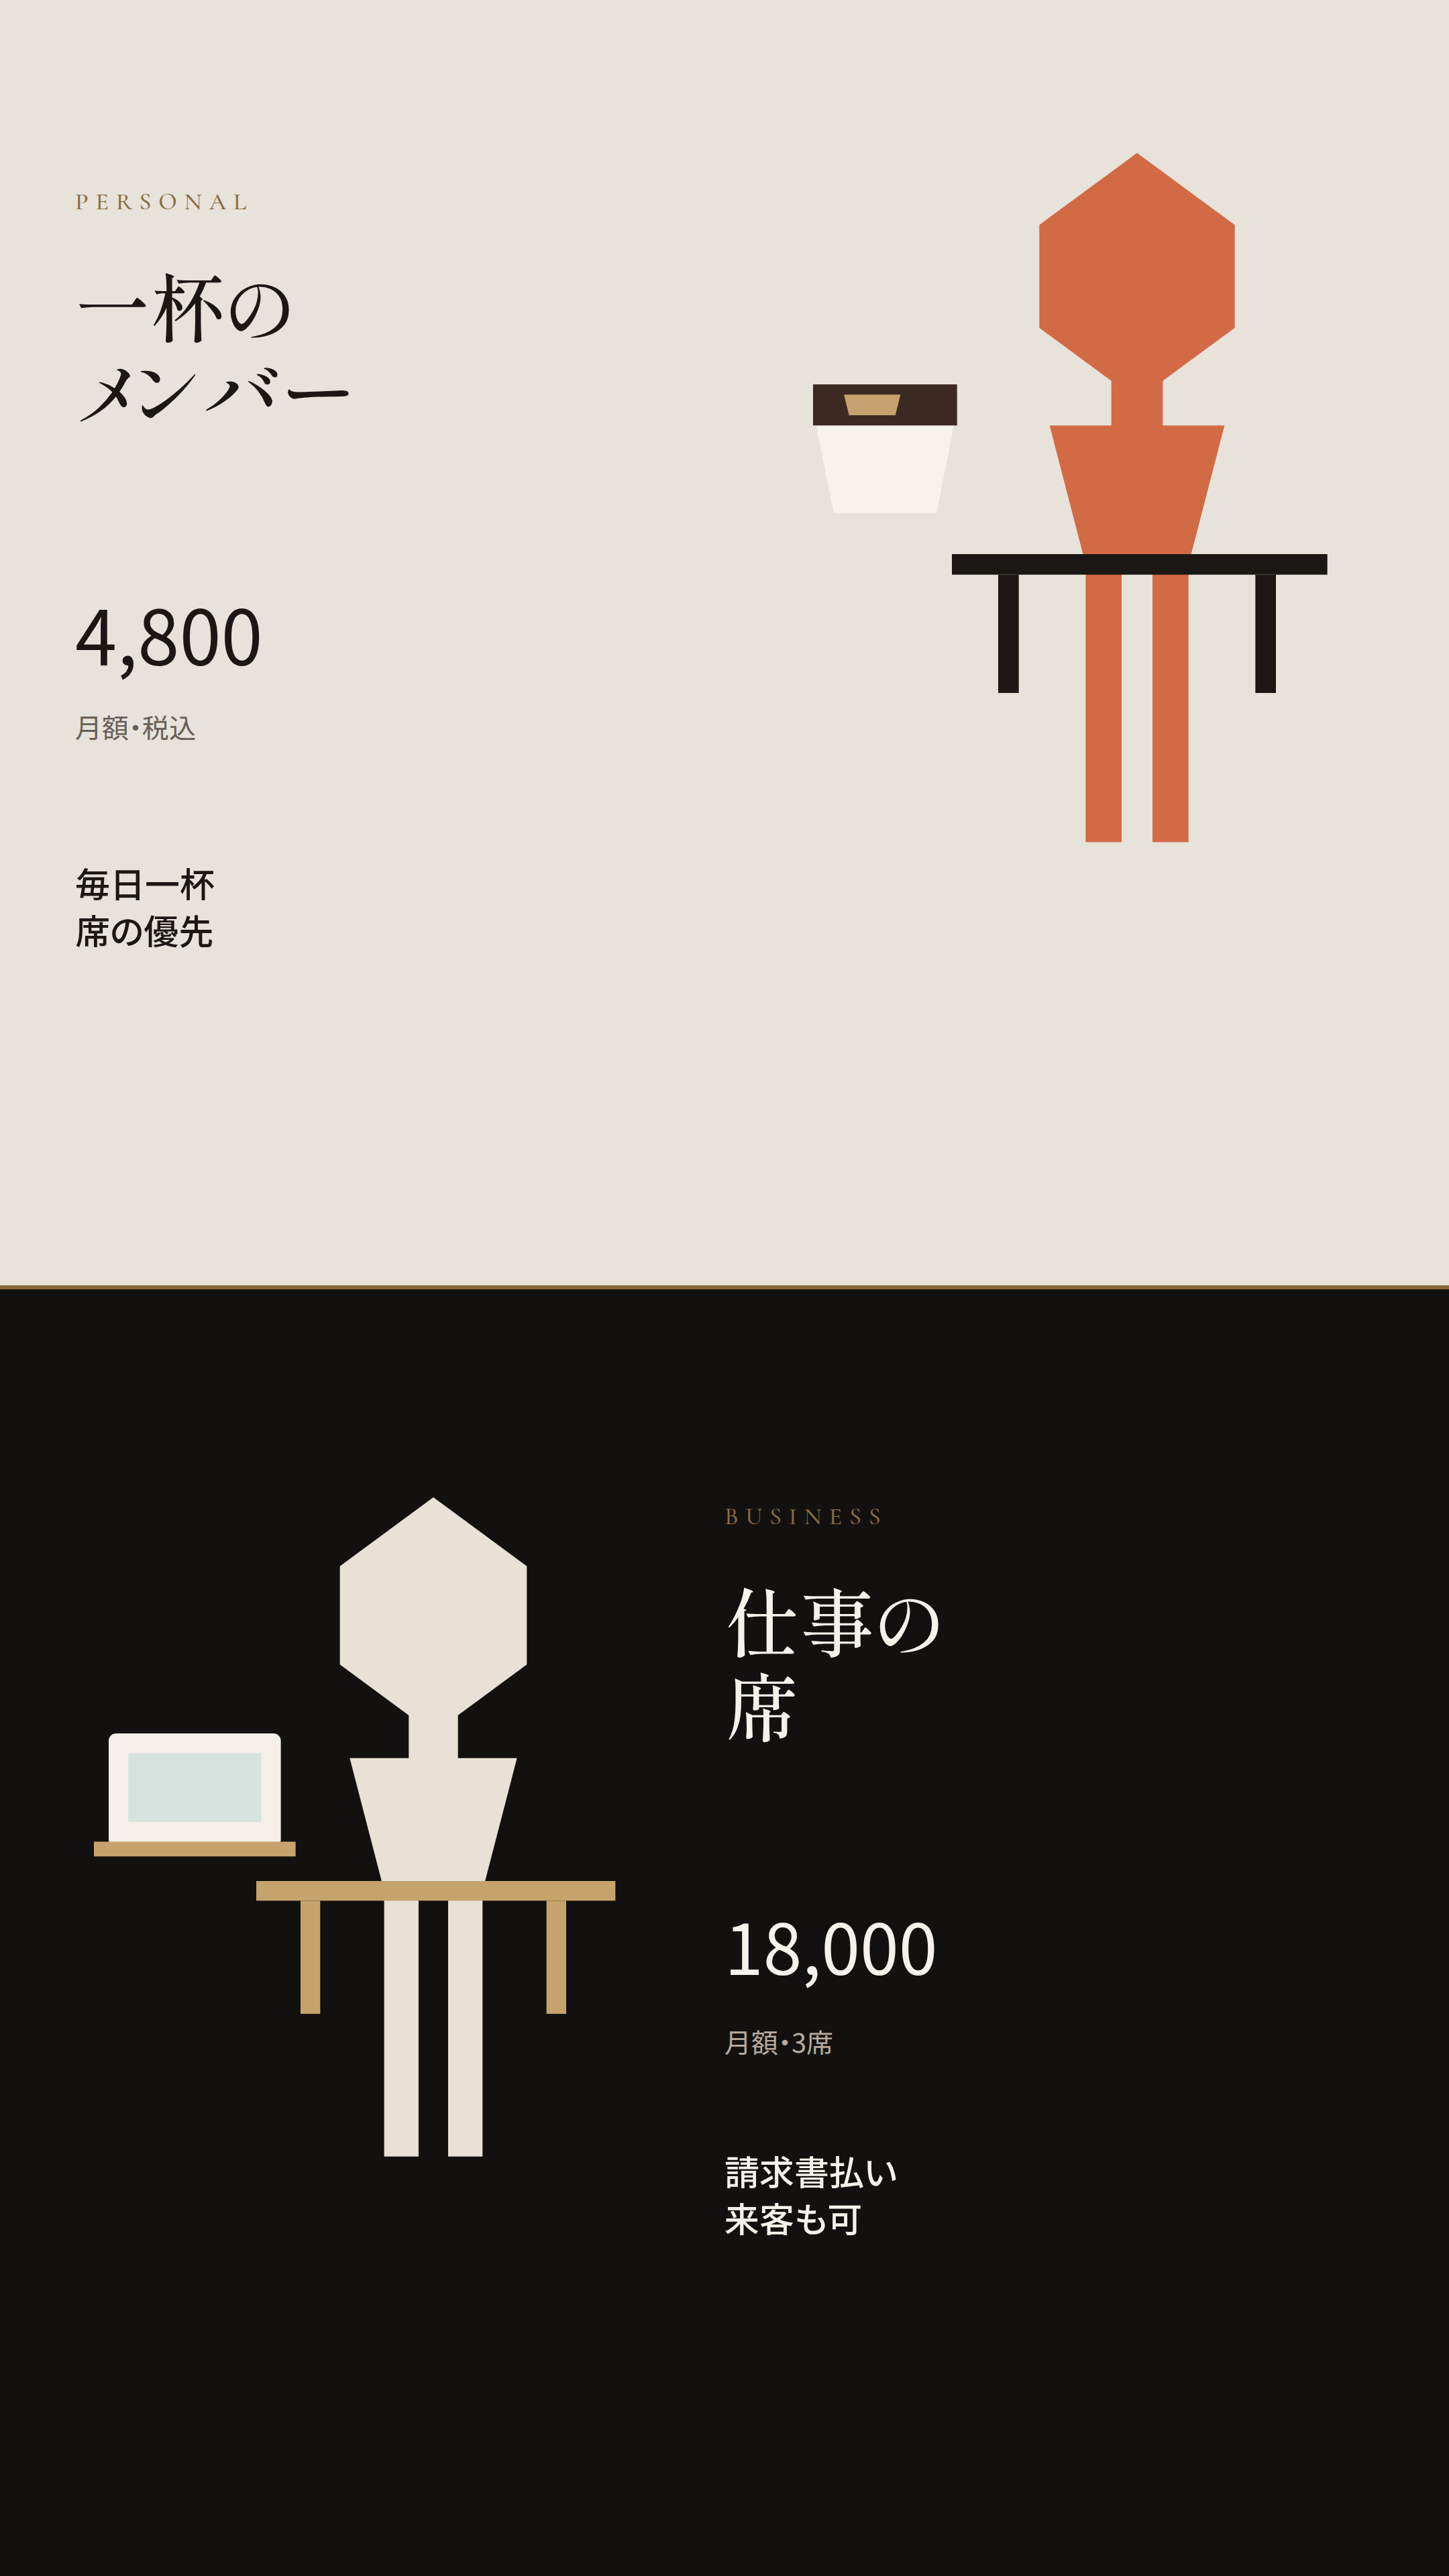 PERSONAL
一杯の
メンバー
4,800
月額・税込
毎日一杯
席の優先
BUSINESS
仕事の
席
18,000
月額・3席
請求書払い
来客も可